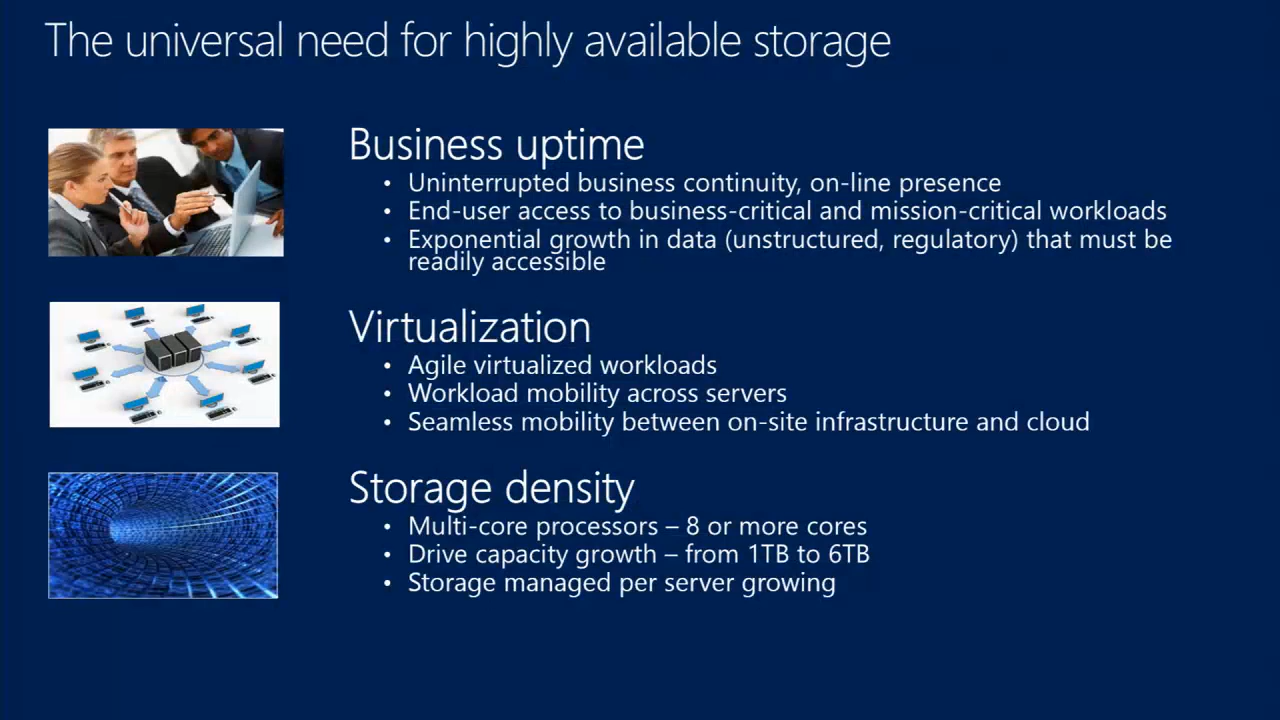 The universal need for highly available storage
Business uptime
• Uninterrupted business continuity, on-line presence
• End-user access to business-critical and mission-critical workloads
• Exponential growth in data (unstructured, regulatory) that must be
readily accessible
Virtualization
• Agile virtualized workloads
• Workload mobility across servers
• Seamless mobility between on-site infrastructure and cloud
Storage density
• Multi-core processors – 8 or more cores
• Drive capacity growth – from 1TB to 6TB
• Storage managed per server growing